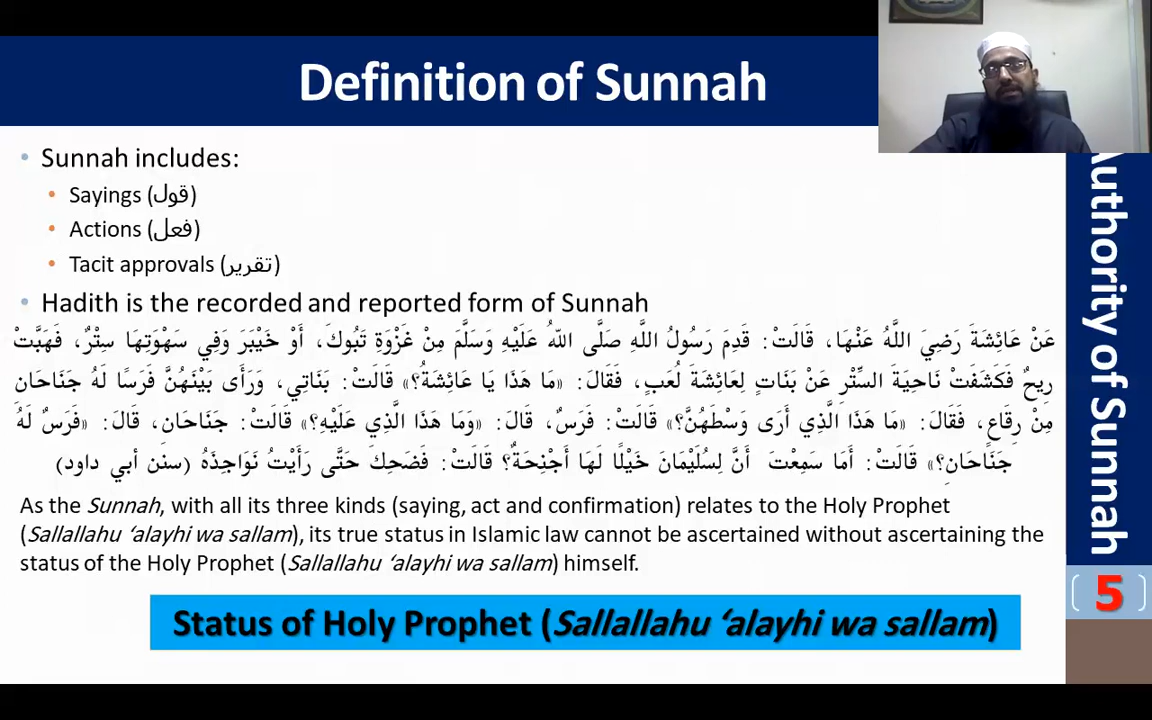 Definition of Sunnah
• Sunnah includes:
• Sayings (قول)
• Actions (فعل)
• Tacit approvals (تقرير)
• Hadith is the recorded and reported form of Sunnah
عَنْ عَائِشَةَ رَضِيَ اللَّهُ عَنْهَا، قَالَتْ: قَدِمَ رَسُولُ اللَّهِ صَلَّى اللهُ عَلَيْهِ وَسَلَّمَ مِنْ غَزْوَةِ تَبُوكَ، أَوْ خَيْبَرَ وَفِي سَهْوَتِهَا سِتْرٌ، فَهَبَّتْ
رِيحٌ فَكَشَفَتْ نَاحِيَةَ السِّتْرِ عَنْ بَنَاتٍ لِعَائِشَةَ لُعَبٍ، فَقَالَ: «مَا هَذَا يَا عَائِشَةُ؟» قَالَتْ: بَنَاتِي، وَرَأَى بَيْنَهُنَّ فَرَسًا لَهُ جَنَاحَانِ
مِنْ رِقَاعٍ، فَقَالَ: «مَا هَذَا الَّذِي أَرَى وَسْطَهُنَّ؟» قَالَتْ: فَرَسٌ، قَالَ: «وَمَا هَذَا الَّذِي عَلَيْهِ؟» قَالَتْ: جَنَاحَانِ، قَالَ: «فَرَسٌ لَهُ
جَنَاحَانِ؟» قَالَتْ: أَمَا سَمِعْتَ أَنَّ لِسُلَيْمَانَ خَيْلًا لَهَا أَجْنِحَةٌ؟ قَالَتْ: فَضَحِكَ حَتَّى رَأَيْتُ نَوَاجِذَهُ (سنن أبي داود)
As the Sunnah, with all its three kinds (saying, act and confirmation) relates to the Holy Prophet
(Sallallahu ‘alayhi wa sallam), its true status in Islamic law cannot be ascertained without ascertaining the
status of the Holy Prophet (Sallallahu ‘alayhi wa sallam) himself.
Status of Holy Prophet (Sallallahu ‘alayhi wa sallam)
Authority of Sunnah
5